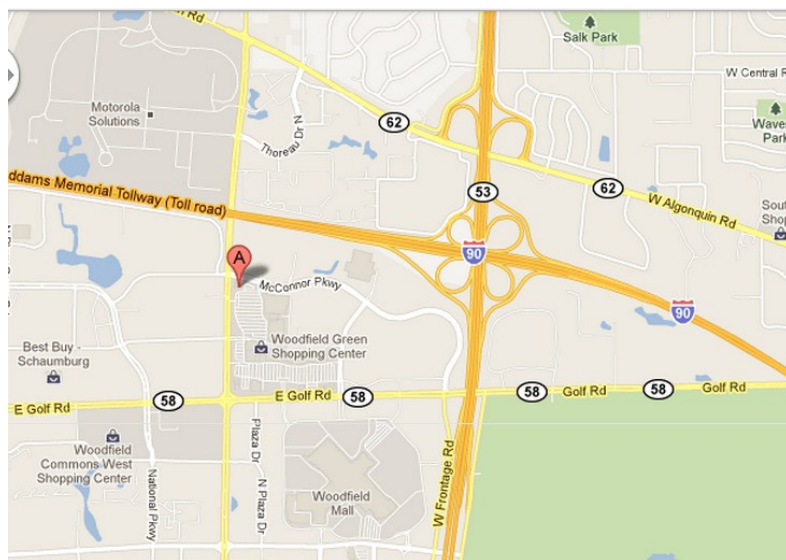 Rd
Salk Park
W Central R
Motorola
Solutions
62
Wave
Park
Thoreau Dr N
ddams Memorial Tollway (Toll road)
53
62
W Algonquin Rd
Sout
Shop
A
90
McConnor Pkwy
90
Best Buy -
Schaumburg
Woodfield Green
Shopping Center
E Golf Rd
58
E Golf Rd
58
58
Golf Rd
58
Golf Rd
Woodfield
Commons West
Shopping Center
National Pkwy
Plaza Dr
N Plaza Dr
Woodfield
Mall
W Frontage Rd